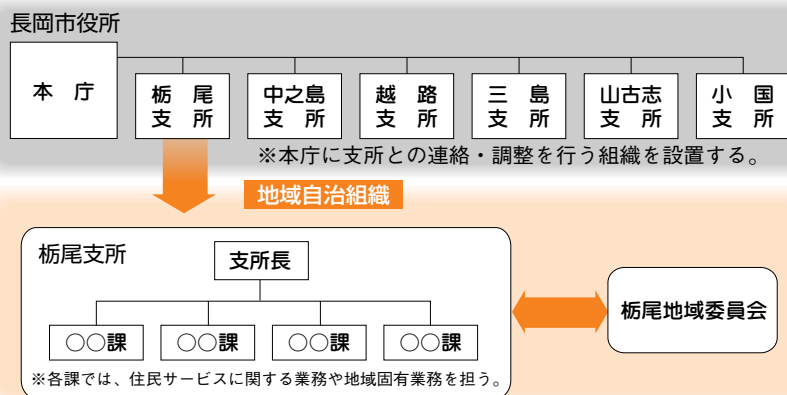 長岡市役所
本 庁
栃 尾
支 所
中之島
支 所
越 路
支 所
三 島
支 所
山古志
支 所
小 国
支 所
※本庁に支所との連絡・調整を行う組織を設置する。
地域自治組織
栃尾支所
支所長
○○課
○○課
○○課
○○課
※各課では、住民サービスに関する業務や地域固有業務を担う。
栃尾地域委員会